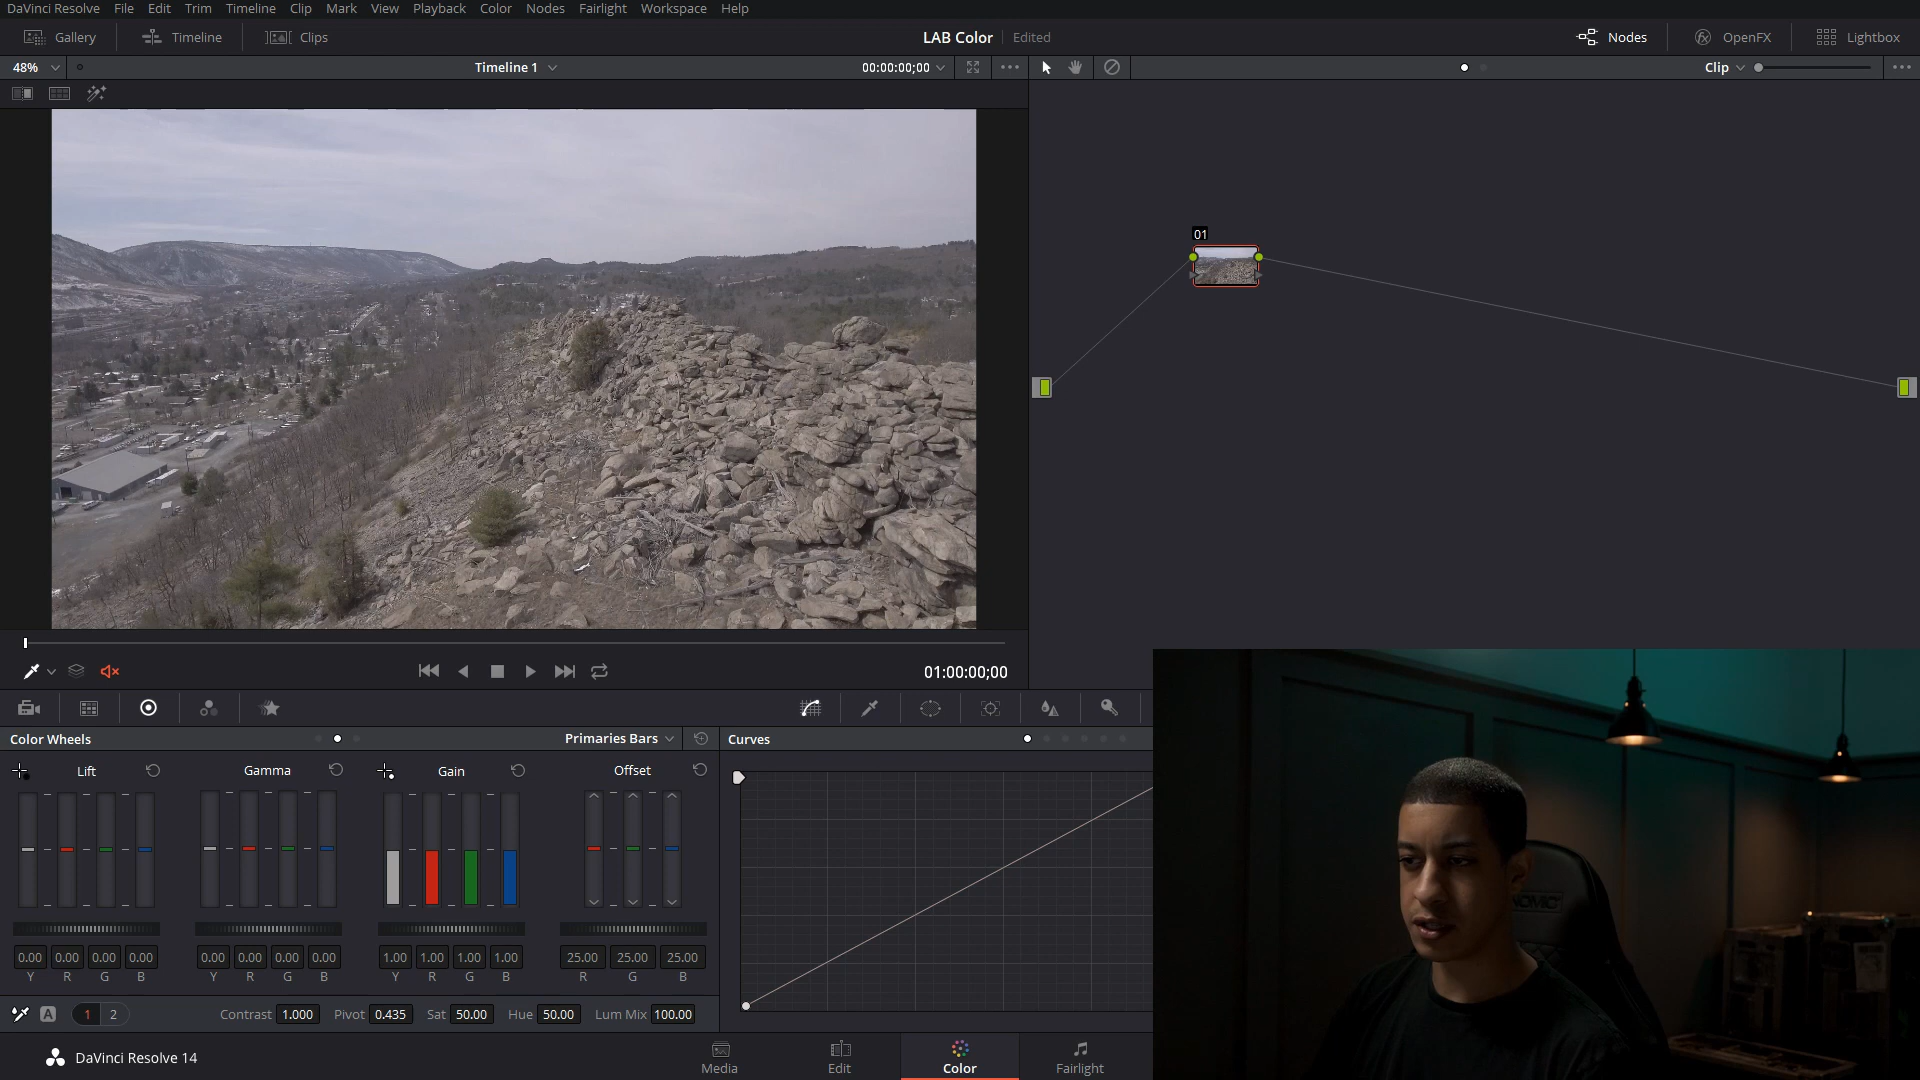 DaVinci Resolve File Edit Trim Timeline Clip Mark View Playback Color Nodes Fairlight Workspace Help
Gallery Timeline Clips LAB Color Edited Nodes OpenFX Lightbox
48% Timeline 1 00:00:00;00 Clip
01
01:00:00;00
Color Wheels Primaries Bars Curves
Lift Gamma Gain Offset
0.00 0.00 0.00 0.00 0.00 0.00 0.00 0.00 1.00 1.00 1.00 1.00 25.00 25.00 25.00
Y R G B Y R G B Y R G B R G B
A 1 2 Contrast 1.000 Pivot 0.435 Sat 50.00 Hue 50.00 Lum Mix 100.00
DaVinci Resolve 14 Media Edit Color Fairlight